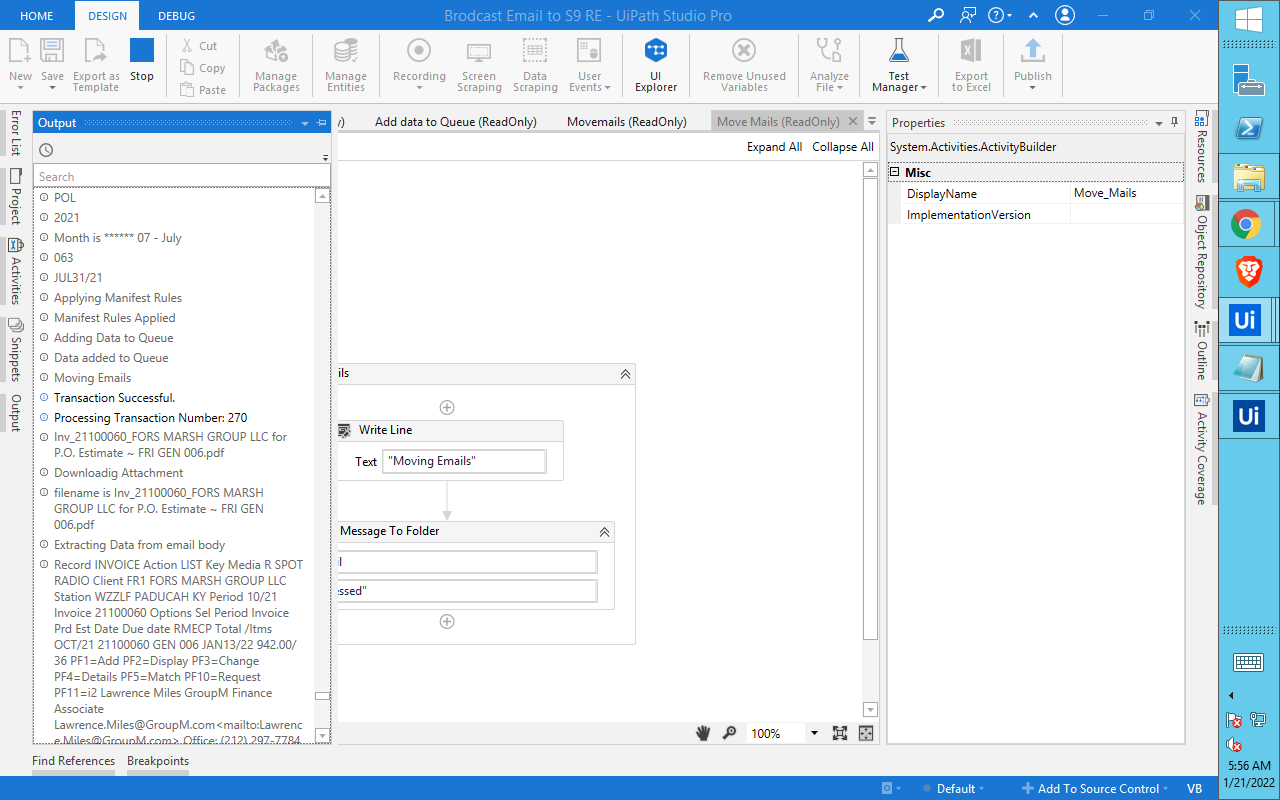 HOME DESIGN DEBUG
Brodcast Email to S9 RE - UiPath Studio Pro
New
Save
Export as
Template
Stop
Cut
Copy
Paste
Manage
Packages
Manage
Entities
Recording
Screen
Scraping
Data
Scraping
User
Events
UI
Explorer
Remove Unused
Variables
Analyze
File
Test
Manager
Export
to Excel
Publish
Error List
Project
Activities
Snippets
Output
Output
Search
POL
2021
Month is ****** 07 - July
063
JUL31/21
Applying Manifest Rules
Manifest Rules Applied
Adding Data to Queue
Data added to Queue
Moving Emails
Transaction Successful.
Processing Transaction Number: 270
Inv_21100060_FORS MARSH GROUP LLC for
P.O. Estimate ~ FRI GEN 006.pdf
Downloadig Attachment
filename is Inv_21100060_FORS MARSH
GROUP LLC for P.O. Estimate ~ FRI GEN
006.pdf
Extracting Data from email body
Record INVOICE Action LIST Key Media R SPOT
RADIO Client FR1 FORS MARSH GROUP LLC
Station WZZLF PADUCAH KY Period 10/21
Invoice 21100060 Options Sel Period Invoice
Prd Est Date Due date RMECP Total /Itms
OCT/21 21100060 GEN 006 JAN13/22 942.00/
36 PF1=Add PF2=Display PF3=Change
PF4=Details PF5=Match PF10=Request
PF11=i2 Lawrence Miles GroupM Finance
Associate
Lawrence.Miles@GroupM.com<mailto:Lawrenc
e.Miles@GroupM.com> Office: (212) 297-7784
Find References Breakpoints
y) Add data to Queue (ReadOnly) Movemails (ReadOnly) Move Mails (ReadOnly)
Expand All Collapse All
ils
Write Line
Text "Moving Emails"
Message To Folder
il
essed"
100%
Properties
System.Activities.ActivityBuilder
Misc
DisplayName Move_Mails
ImplementationVersion
Resources
Object Repository
Outline
Activity Coverage
Default
Add To Source Control
VB
Ui
Ui
5:56 AM
1/21/2022